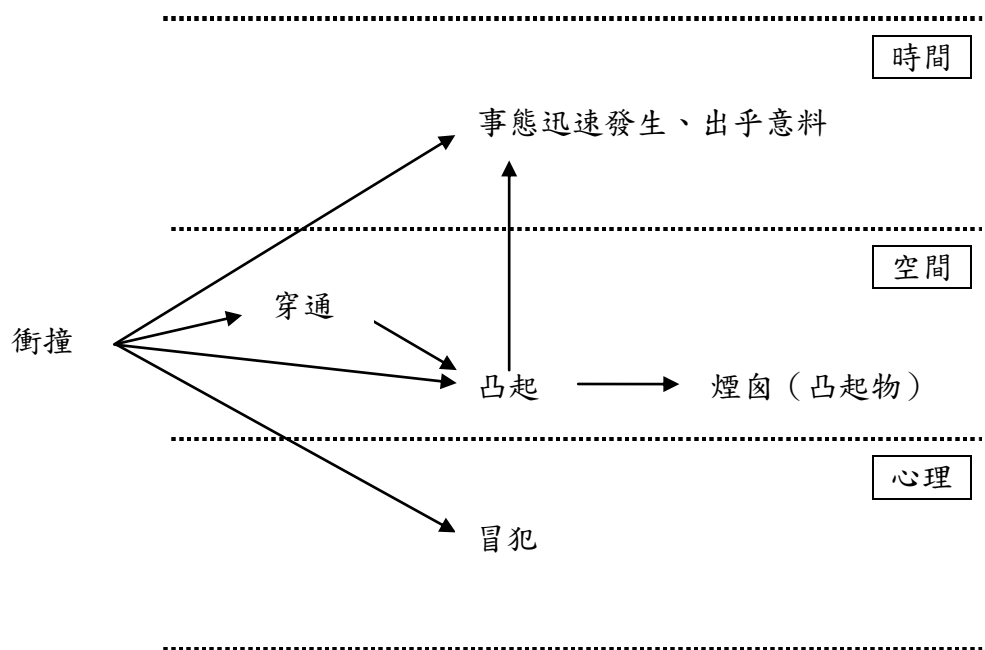 時間
事態迅速發生、出乎意料
空間
穿通
衝撞
凸起
煙囪（凸起物）
心理
冒犯